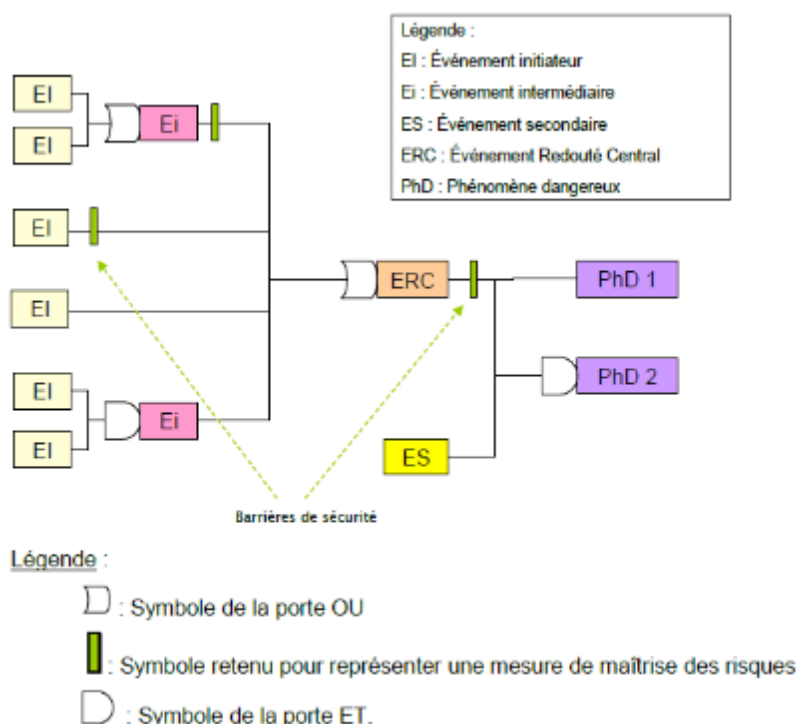 Légende :
EI : Événement initiateur
Ei : Événement intermédiaire
ES : Événement secondaire
ERC : Événement Redouté Central
PhD : Phénomène dangereux
EI
EI
Ei
EI
EI
EI
EI
Ei
ERC
PhD 1
PhD 2
ES
Barrières de sécurité
Légende :
: Symbole de la porte OU
: Symbole retenu pour représenter une mesure de maîtrise des risques
: Symbole de la porte ET.